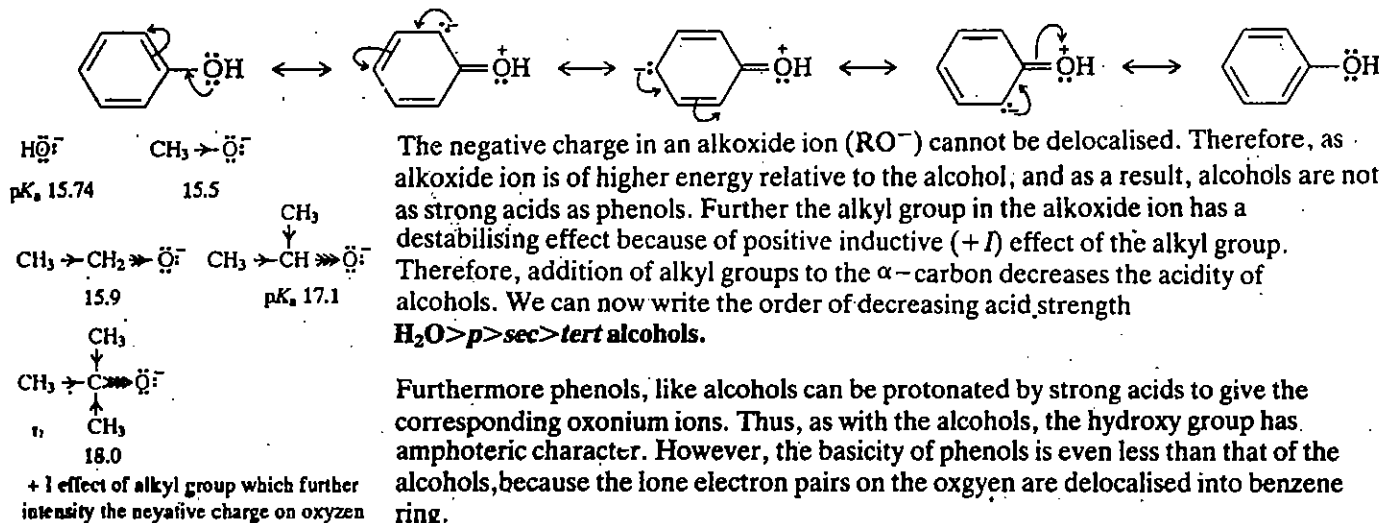 ÖH ⟷ =ÖH ⟷ =ÖH ⟷ =ÖH ⟷ ÖH
HÖ:⁻ CH₃→Ö:⁻
pKₐ 15.74 15.5
CH₃→CH₂→Ö:⁻ CH₃→CH→Ö:⁻
CH₃
15.9 pKₐ 17.1
CH₃
CH₃→C→Ö:⁻
CH₃
18.0
+ I effect of alkyl group which further
intensity the neyative charge on oxyzen
The negative charge in an alkoxide ion (RO⁻) cannot be delocalised. Therefore, as
alkoxide ion is of higher energy relative to the alcohol, and as a result, alcohols are not
as strong acids as phenols. Further the alkyl group in the alkoxide ion has a
destabilising effect because of positive inductive (+I) effect of the alkyl group.
Therefore, addition of alkyl groups to the α−carbon decreases the acidity of
alcohols. We can now write the order of decreasing acid strength
H₂O>p>sec>tert alcohols.
Furthermore phenols, like alcohols can be protonated by strong acids to give the
corresponding oxonium ions. Thus, as with the alcohols, the hydroxy group has
amphoteric character. However, the basicity of phenols is even less than that of the
alcohols,because the lone electron pairs on the oxgyen are delocalised into benzene
ring.